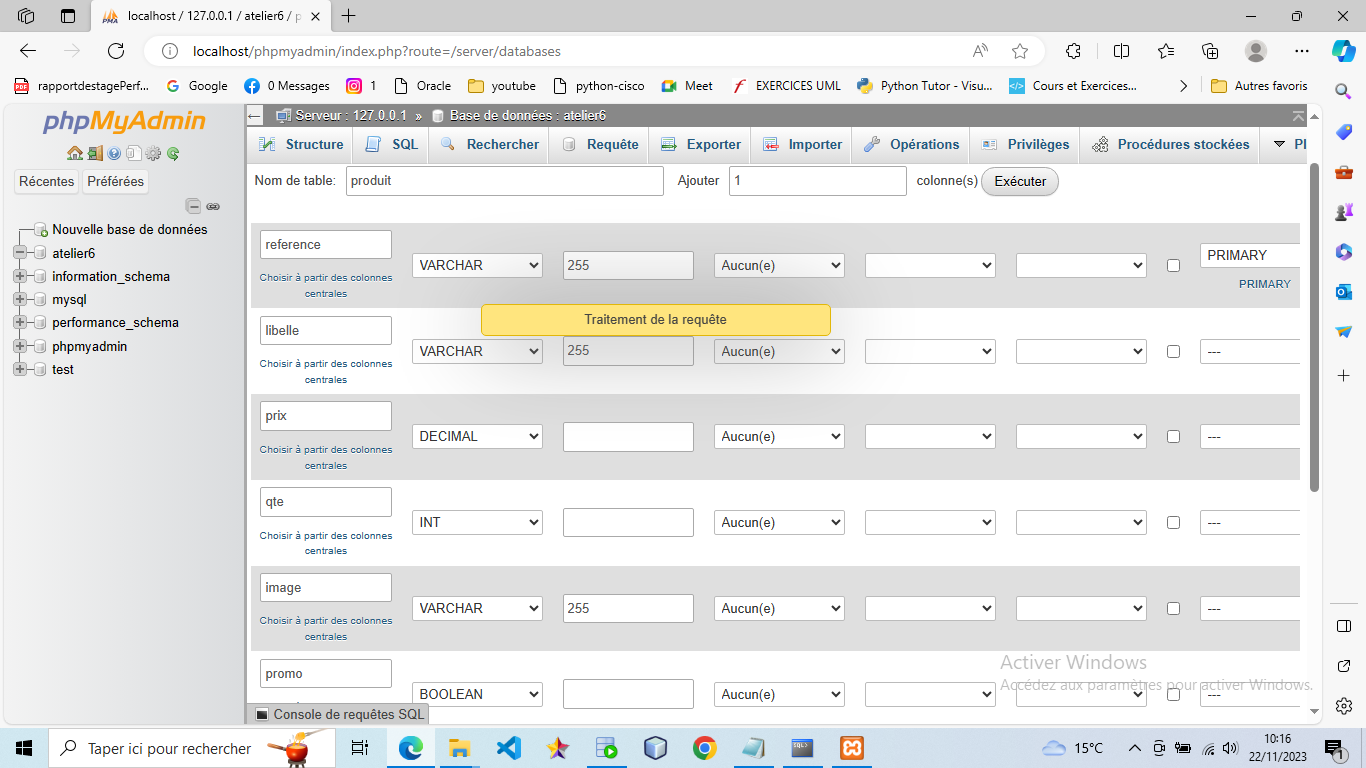 localhost / 127.0.0.1 / atelier6 / p
localhost/phpmyadmin/index.php?route=/server/databases
rapportdestagePerf... Google 0 Messages 1 Oracle youtube python-cisco Meet EXERCICES UML Python Tutor - Visu... Cours et Exercices... Autres favoris
phpMyAdmin
Récentes Préférées
Nouvelle base de données
atelier6
information_schema
mysql
performance_schema
phpmyadmin
test
Serveur : 127.0.0.1 » Base de données : atelier6
Structure SQL Rechercher Requête Exporter Importer Opérations Privilèges Procédures stockées Pl
Nom de table: produit Ajouter 1 colonne(s) Exécuter
reference VARCHAR 255 Aucun(e) PRIMARY
Choisir à partir des colonnes centrales PRIMARY
Traitement de la requête
libelle VARCHAR 255 Aucun(e) ---
Choisir à partir des colonnes centrales
prix DECIMAL Aucun(e) ---
Choisir à partir des colonnes centrales
qte INT Aucun(e) ---
Choisir à partir des colonnes centrales
image VARCHAR 255 Aucun(e) ---
Choisir à partir des colonnes centrales
promo BOOLEAN Aucun(e) ---
Activer Windows
Accédez aux paramètres pour activer Windows.
Console de requêtes SQL
Taper ici pour rechercher
15°C
10:16
22/11/2023
1